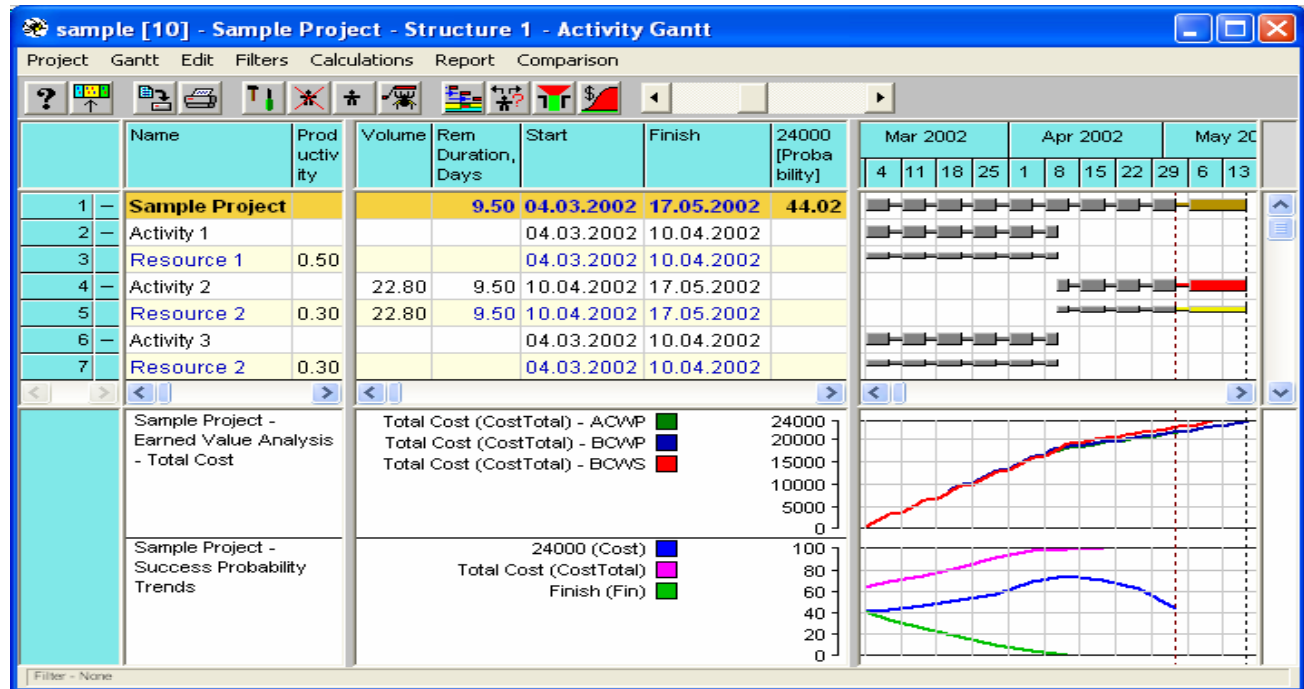 sample [10] - Sample Project - Structure 1 - Activity Gantt
Project Gantt Edit Filters Calculations Report Comparison
Name Prod uctiv ity Volume Rem Duration, Days Start Finish 24000 [Proba bility] Mar 2002 Apr 2002 May 20
4 11 18 25 1 8 15 22 29 6 13
1 Sample Project 9.50 04.03.2002 17.05.2002 44.02
2 Activity 1 04.03.2002 10.04.2002
3 Resource 1 0.50 04.03.2002 10.04.2002
4 Activity 2 22.80 9.50 10.04.2002 17.05.2002
5 Resource 2 0.30 22.80 9.50 10.04.2002 17.05.2002
6 Activity 3 04.03.2002 10.04.2002
7 Resource 2 0.30 04.03.2002 10.04.2002
Sample Project -
Earned Value Analysis
- Total Cost
Total Cost (CostTotal) - ACWP
Total Cost (CostTotal) - BCWP
Total Cost (CostTotal) - BCWS
24000
20000
15000
10000
5000
0
Sample Project -
Success Probability
Trends
24000 (Cost)
Total Cost (CostTotal)
Finish (Fin)
100
80
60
40
20
0
Filter - None